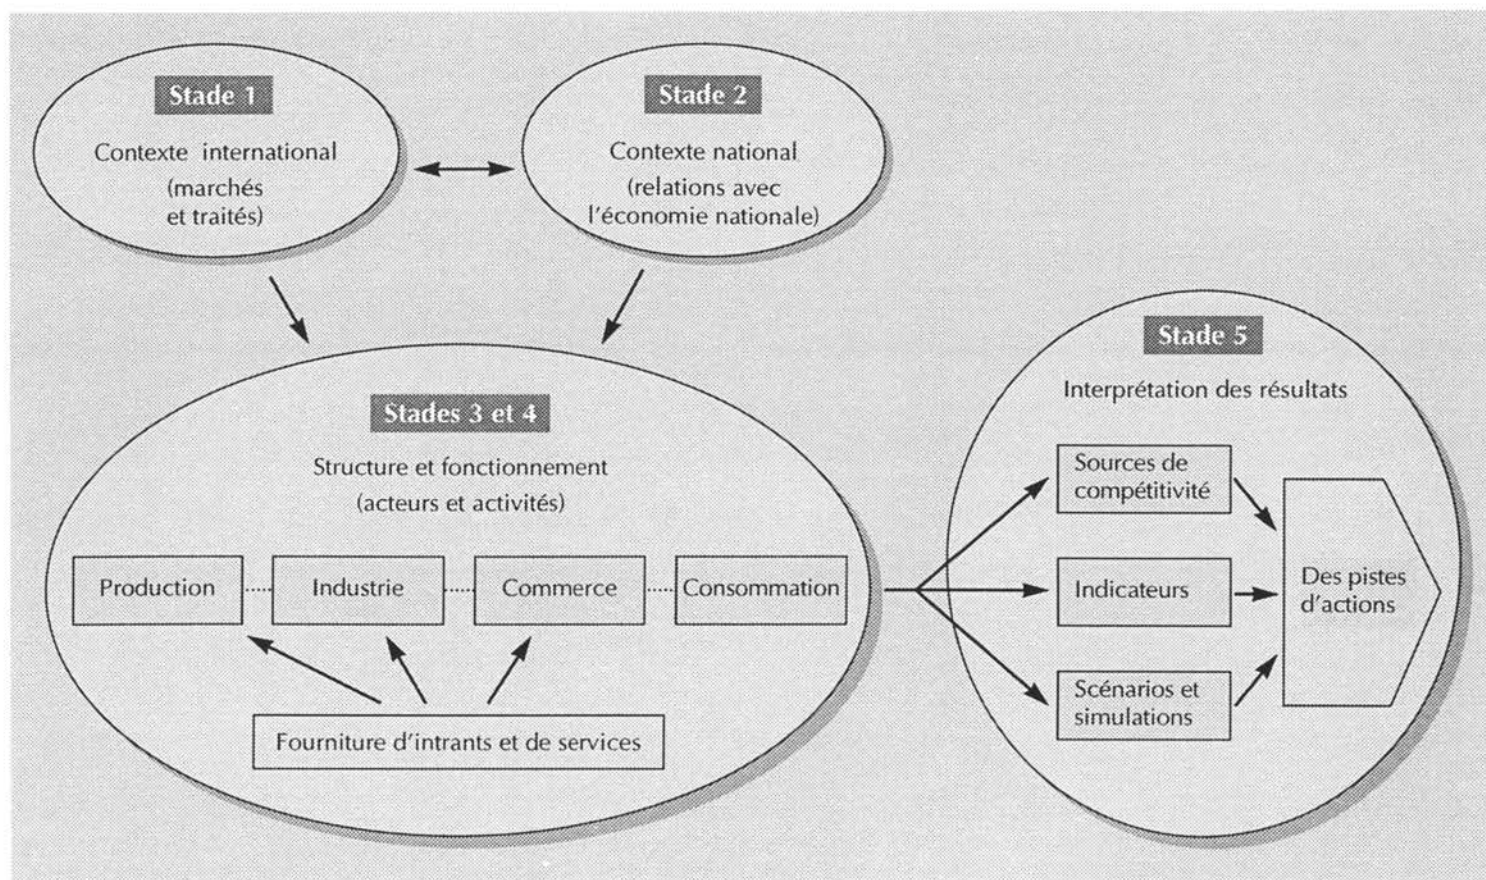 Stade 1
Contexte international
(marchés
et traités)
Stade 2
Contexte national
(relations avec
l'économie nationale)
Stades 3 et 4
Structure et fonctionnement
(acteurs et activités)
Production
Industrie
Commerce
Consommation
Fourniture d'intrants et de services
Stade 5
Interprétation des résultats
Sources de
compétitivité
Indicateurs
Scénarios et
simulations
Des pistes
d'actions